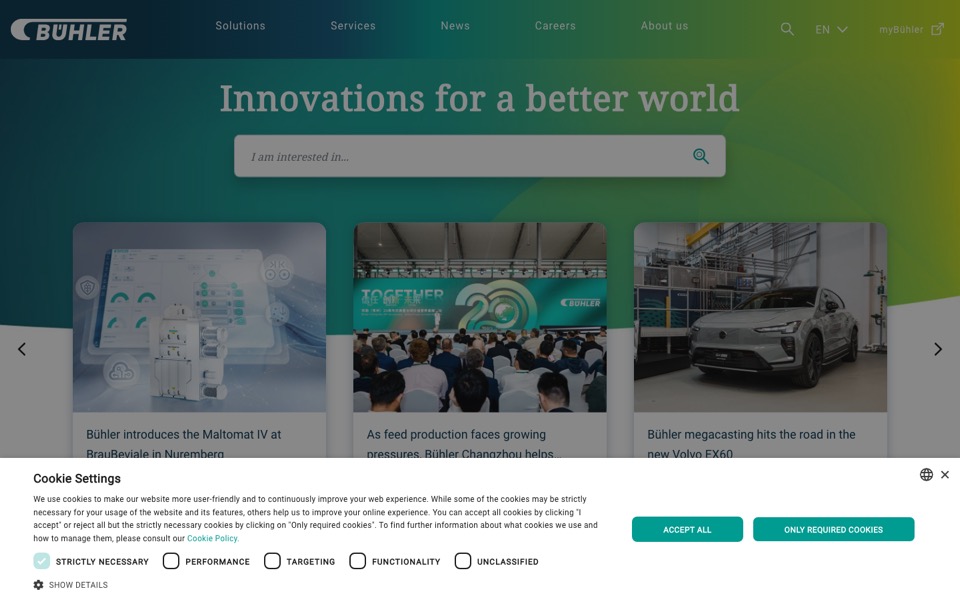 BÜHLER
Solutions
Services
News
Careers
About us
EN
myBühler
Innovations for a better world
I am interested in...
TOGETHER
20
BÜHLER
Bühler introduces the Maltomat IV at
BrauBeviale in Nuremberg
As feed production faces growing
pressures, Bühler Changzhou helps...
Bühler megacasting hits the road in the
new Volvo EX60
Cookie Settings
We use cookies to make our website more user-friendly and to continuously improve your web experience. While some of the cookies may be strictly
necessary for your usage of the website and its features, others help us to improve your online experience. You can accept all cookies by clicking "I
accept" or reject all but the strictly necessary cookies by clicking on "Only required cookies". To find further information about what cookies we use and
how to manage them, please consult our Cookie Policy.
ACCEPT ALL
ONLY REQUIRED COOKIES
STRICTLY NECESSARY
PERFORMANCE
TARGETING
FUNCTIONALITY
UNCLASSIFIED
SHOW DETAILS